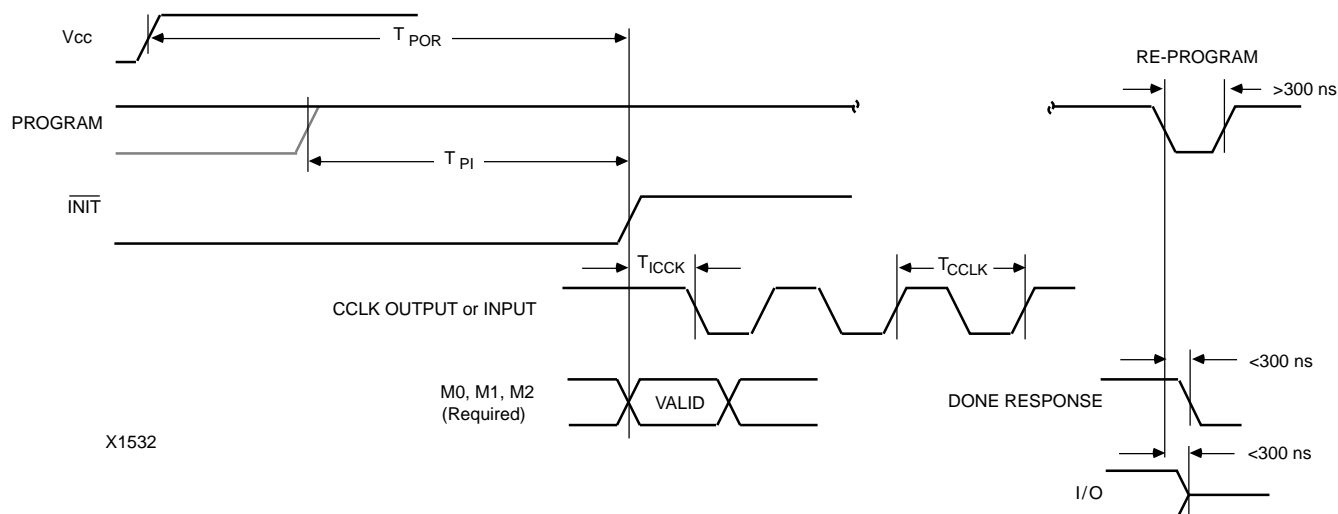 Vcc
T POR
RE-PROGRAM
>300 ns
PROGRAM
T PI
INIT
T ICCK
T CCLK
CCLK OUTPUT or INPUT
<300 ns
M0, M1, M2
(Required)
VALID
DONE RESPONSE
X1532
<300 ns
I/O